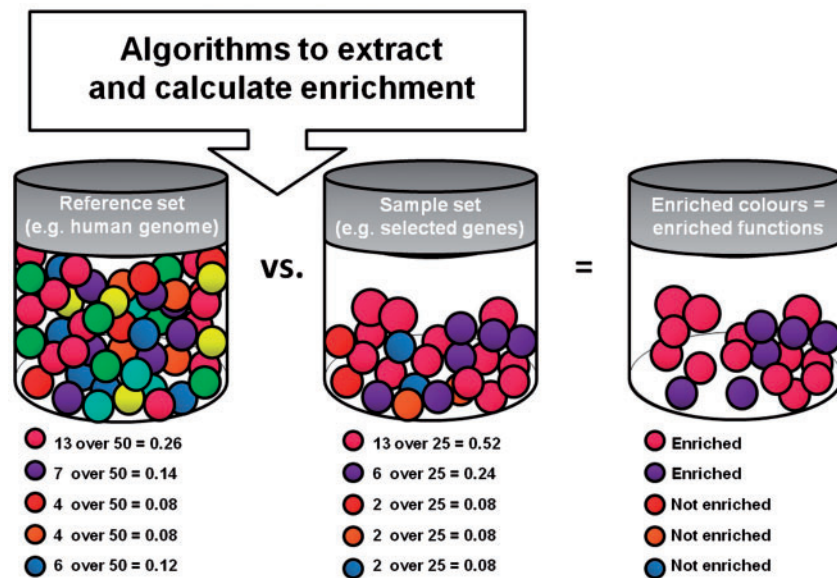 Algorithms to extract
and calculate enrichment
Reference set
(e.g. human genome)
vs.
Sample set
(e.g. selected genes)
=
Enriched colours =
enriched functions
13 over 50 = 0.26
7 over 50 = 0.14
4 over 50 = 0.08
4 over 50 = 0.08
6 over 50 = 0.12
13 over 25 = 0.52
6 over 25 = 0.24
2 over 25 = 0.08
2 over 25 = 0.08
2 over 25 = 0.08
Enriched
Enriched
Not enriched
Not enriched
Not enriched